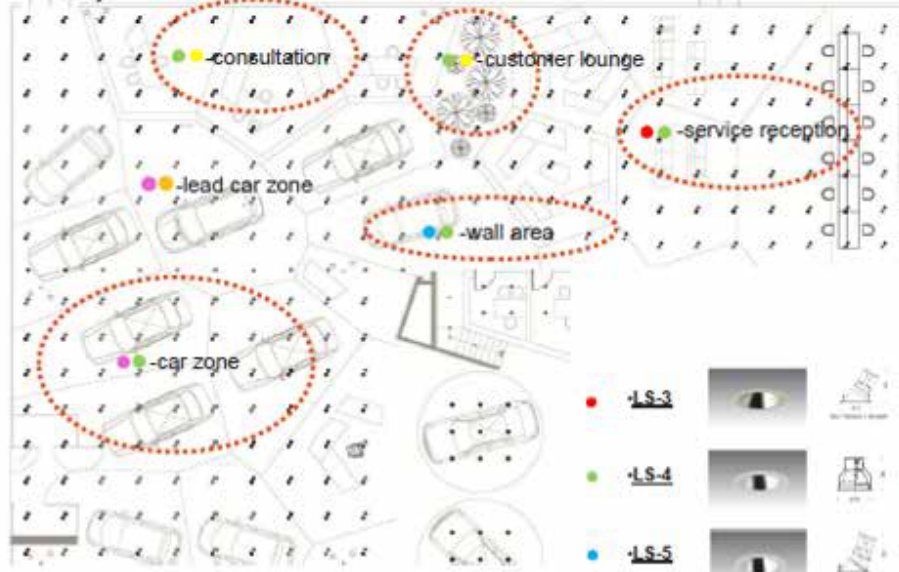 -consultation
-customer lounge
-service reception
-lead car zone
-wall area
-car zone
•LS-3
•LS-4
•LS-5